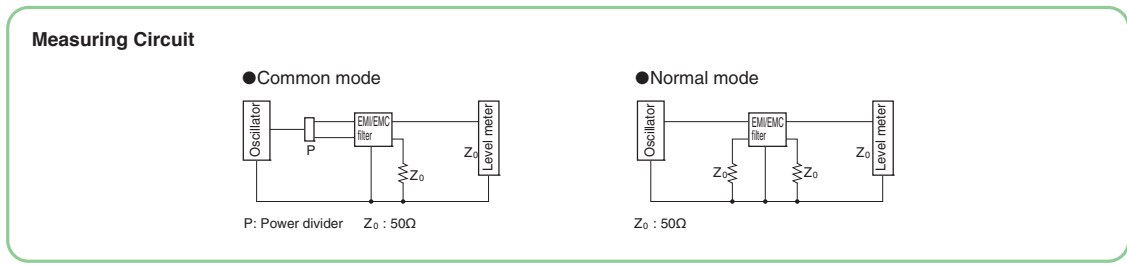 Measuring Circuit
●Common mode
Oscillator
P
EMI/EMC
filter
Z₀
Z₀
Level meter
P: Power divider Z₀ : 50Ω
●Normal mode
Oscillator
EMI/EMC
filter
Z₀
Z₀
Z₀
Level meter
Z₀ : 50Ω